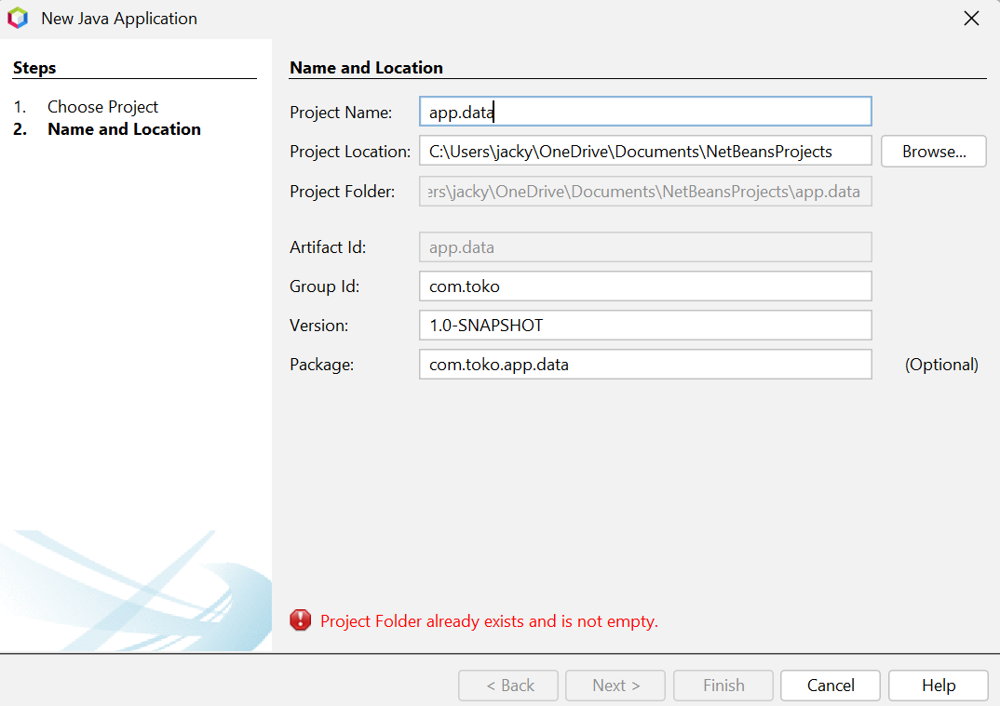 New Java Application
Steps
1. Choose Project
2. Name and Location
Name and Location
Project Name: app.data
Project Location: C:\Users\jacky\OneDrive\Documents\NetBeansProjects Browse...
Project Folder: ers\jacky\OneDrive\Documents\NetBeansProjects\app.data
Artifact Id: app.data
Group Id: com.toko
Version: 1.0-SNAPSHOT
Package: com.toko.app.data (Optional)
Project Folder already exists and is not empty.
< Back Next > Finish Cancel Help